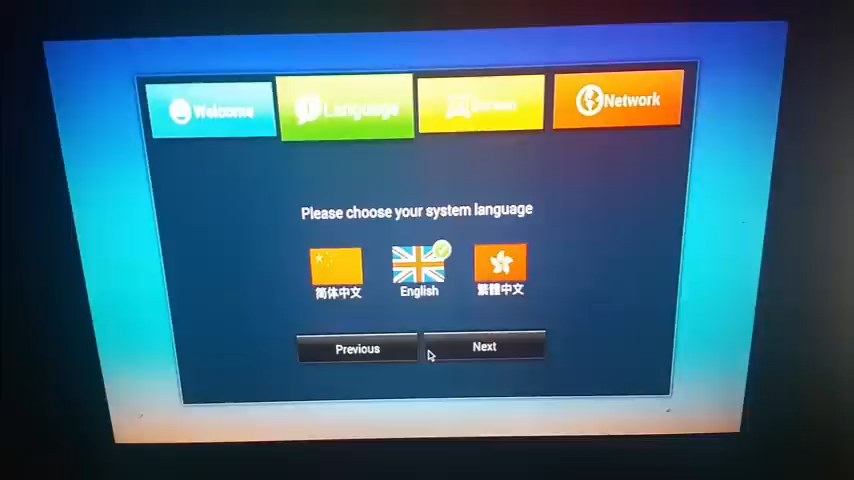 Welcome
Language
Screen
Network
Please choose your system language
简体中文
English
繁體中文
Previous
Next